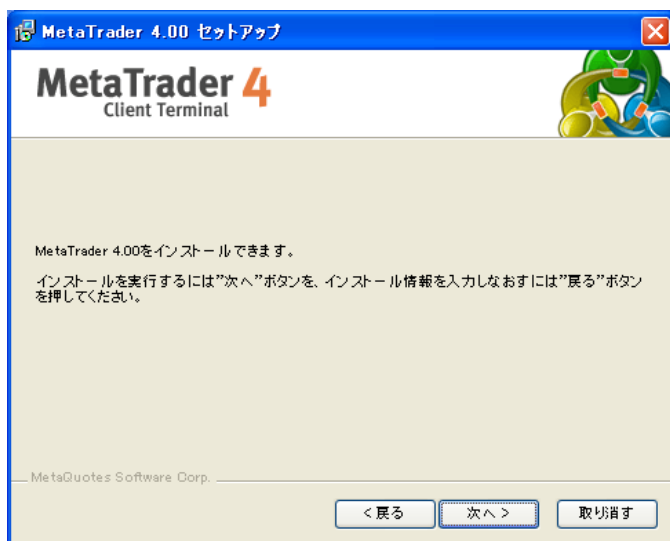 MetaTrader 4.00 セットアップ
MetaTrader 4
Client Terminal
MetaTrader 4.00をインストールできます。
インストールを実行するには"次へ"ボタンを、インストール情報を入力しなおすには"戻る"ボタン
を押してください。
MetaQuotes Software Corp.
<戻る 次へ> 取り消す